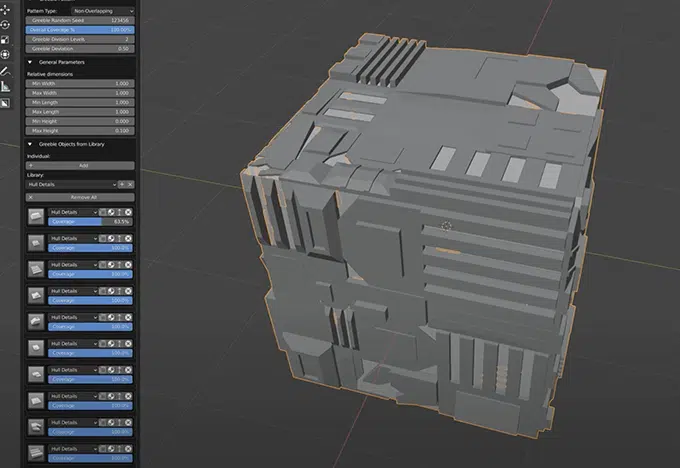 Pattern Type: Non-Overlapping
Greeble Random Seed 123456
Overall Coverage % 100.00%
Greeble Division Levels 2
Greeble Deviation 0.50
General Parameters
Relative dimensions
Min Width 1.000
Max Width 1.000
Min Length 1.000
Max Length 1.000
Min Height 0.000
Max Height 0.100
Greeble Objects from Library
Individual:
Add
Library:
Hull Details
Remove All
Hull Details
Coverage 63.5%
Hull Details
Coverage 100.0%
Hull Details
Coverage 100.0%
Hull Details
Coverage 100.0%
Hull Details
Coverage 100.0%
Hull Details
Coverage 100.0%
Hull Details
Coverage 100.0%
Hull Details
Coverage 100.0%
Hull Details
Coverage 100.0%
Hull Details
Coverage 100.0%